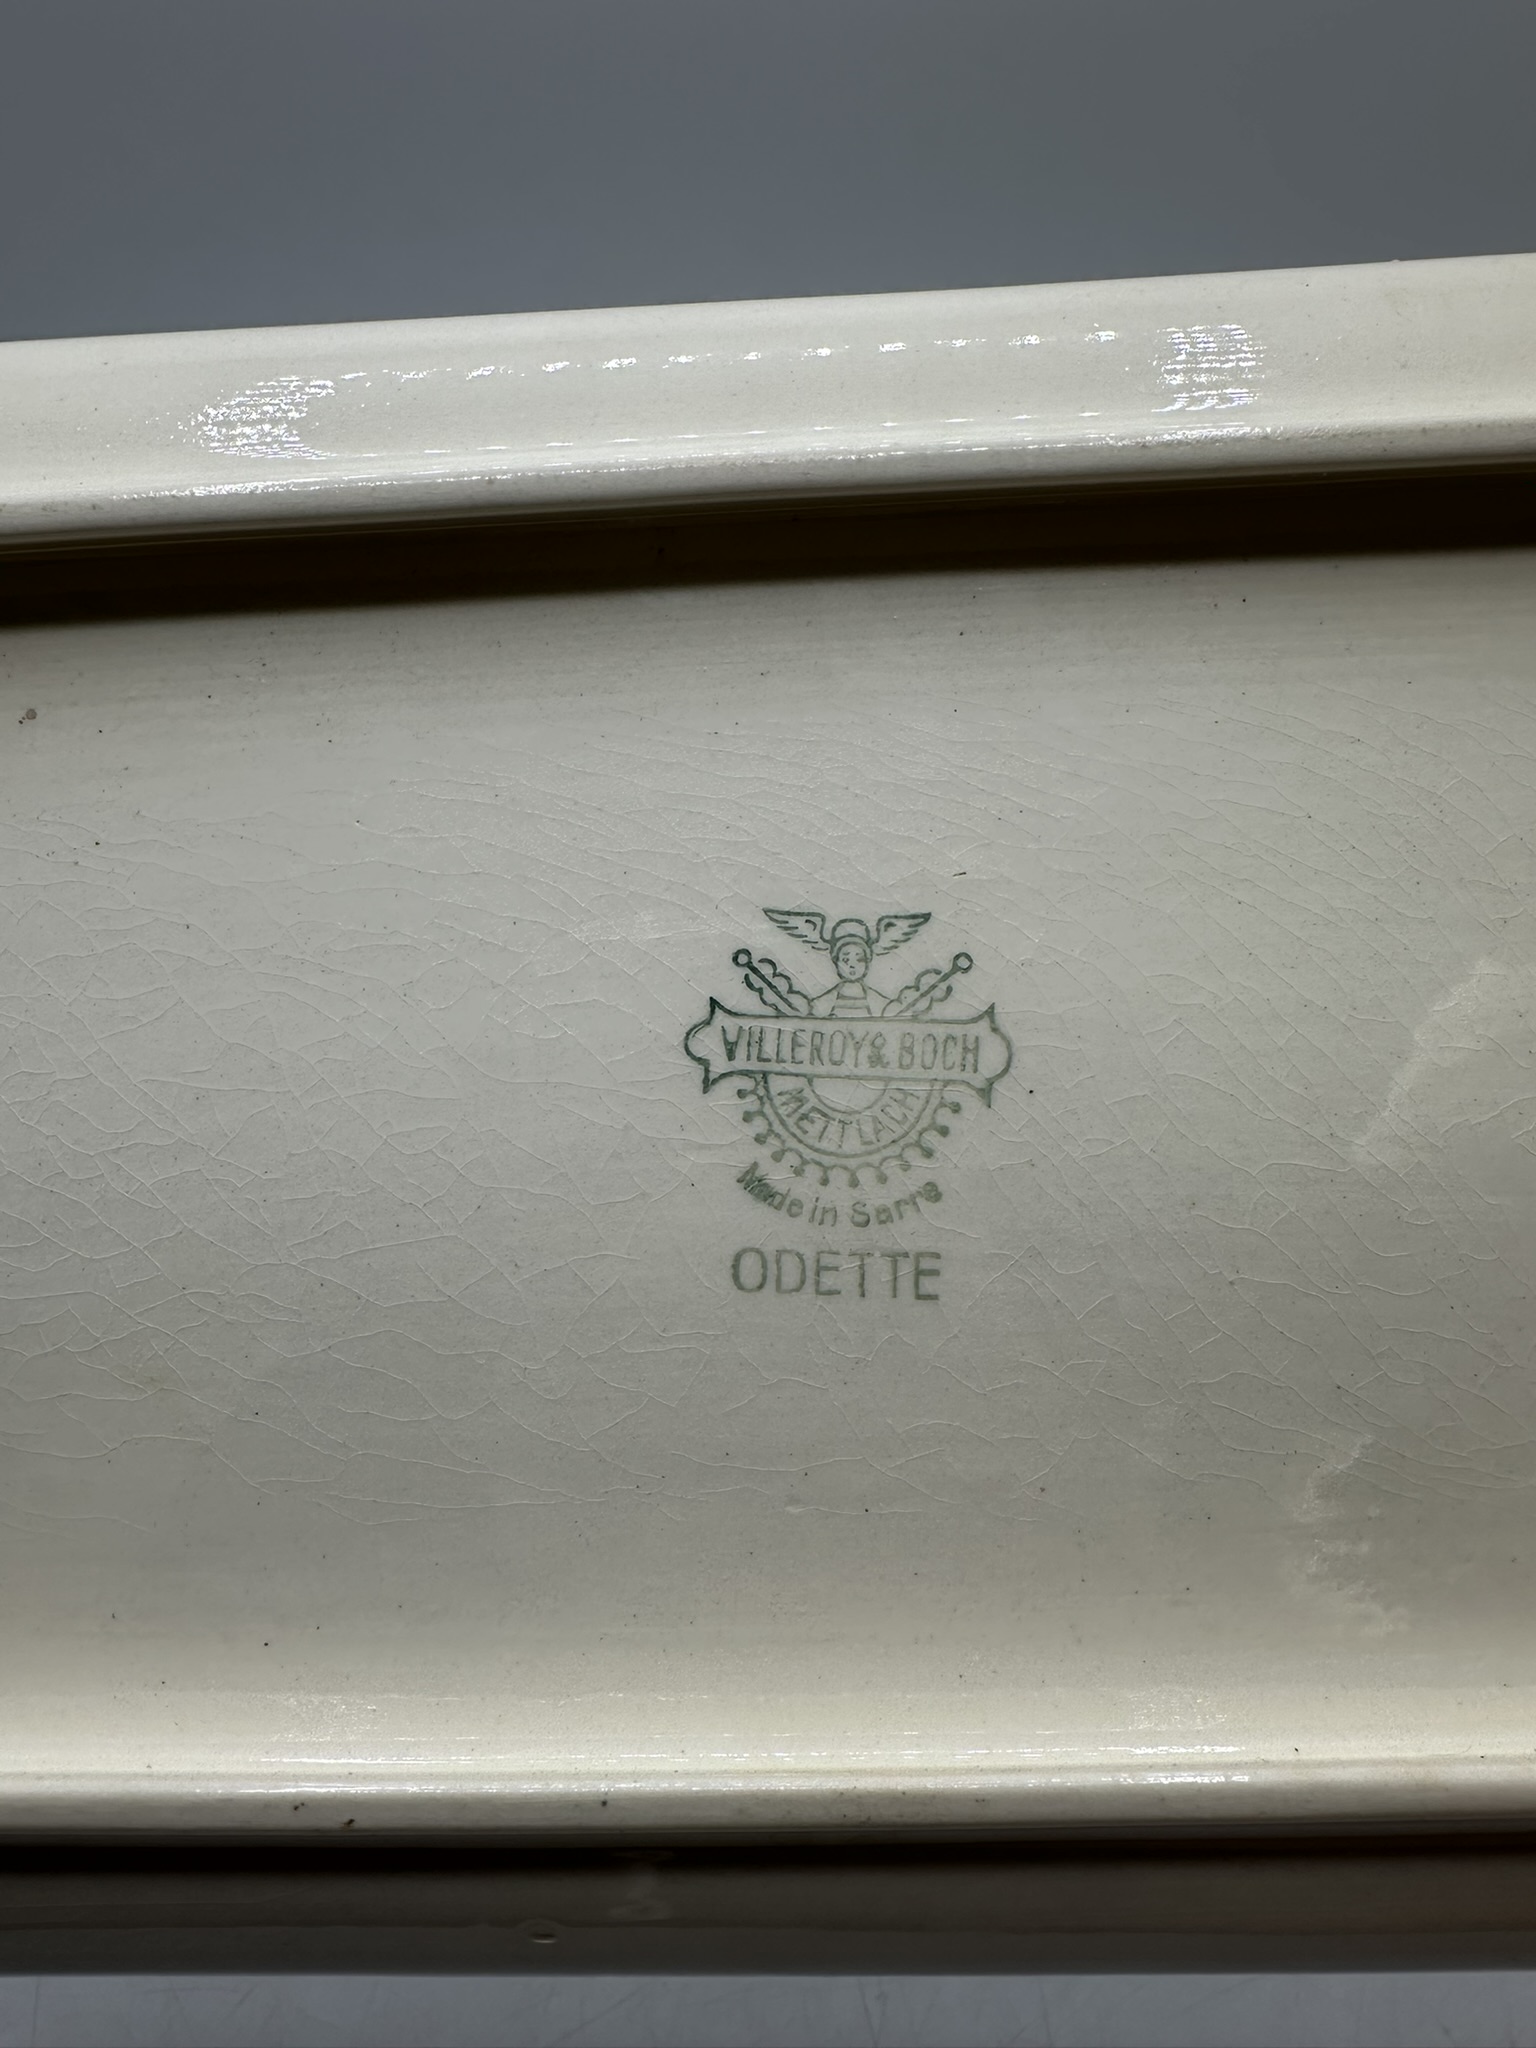 VILLEROY & BOCH
METTLACH
Made in Sarre
ODETTE